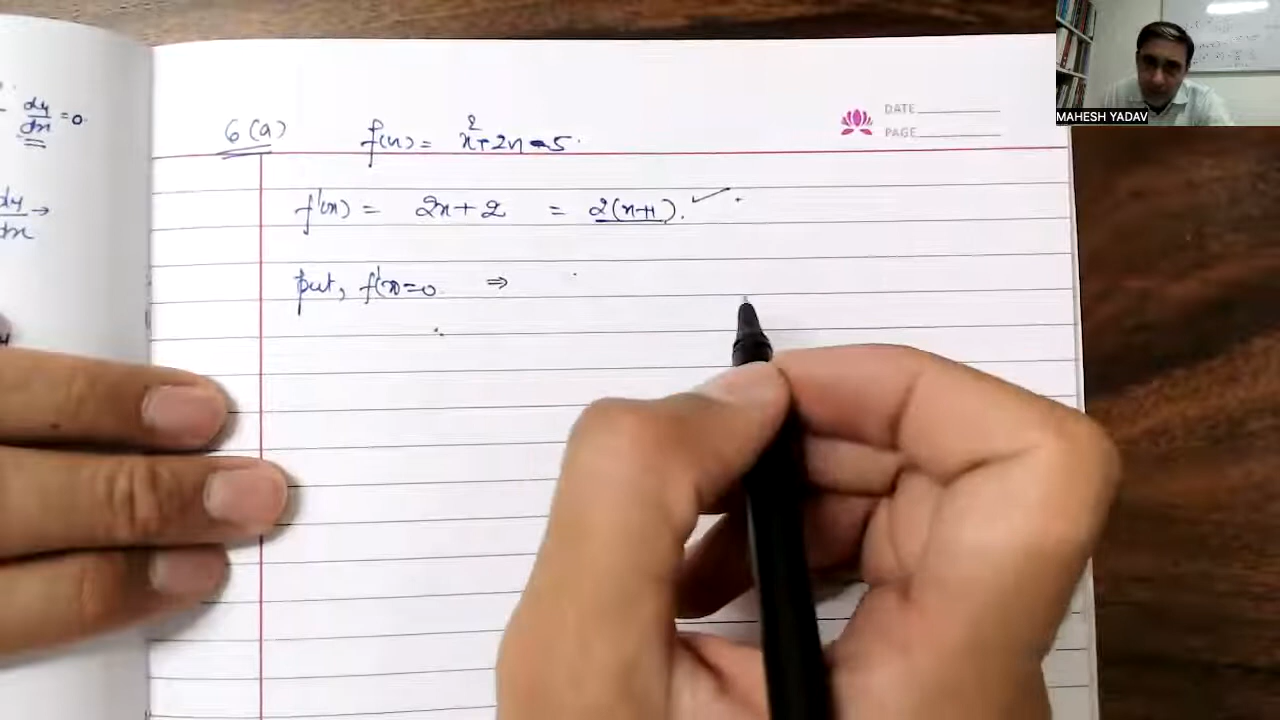 dy/dx = 0.
dy/dx →
6(a) f(x) = x² + 2x - 5.
DATE
PAGE
f'(x) = 2x + 2 = 2(x+1). ✓
put, f'(x) = 0 ⇒
MAHESH YADAV